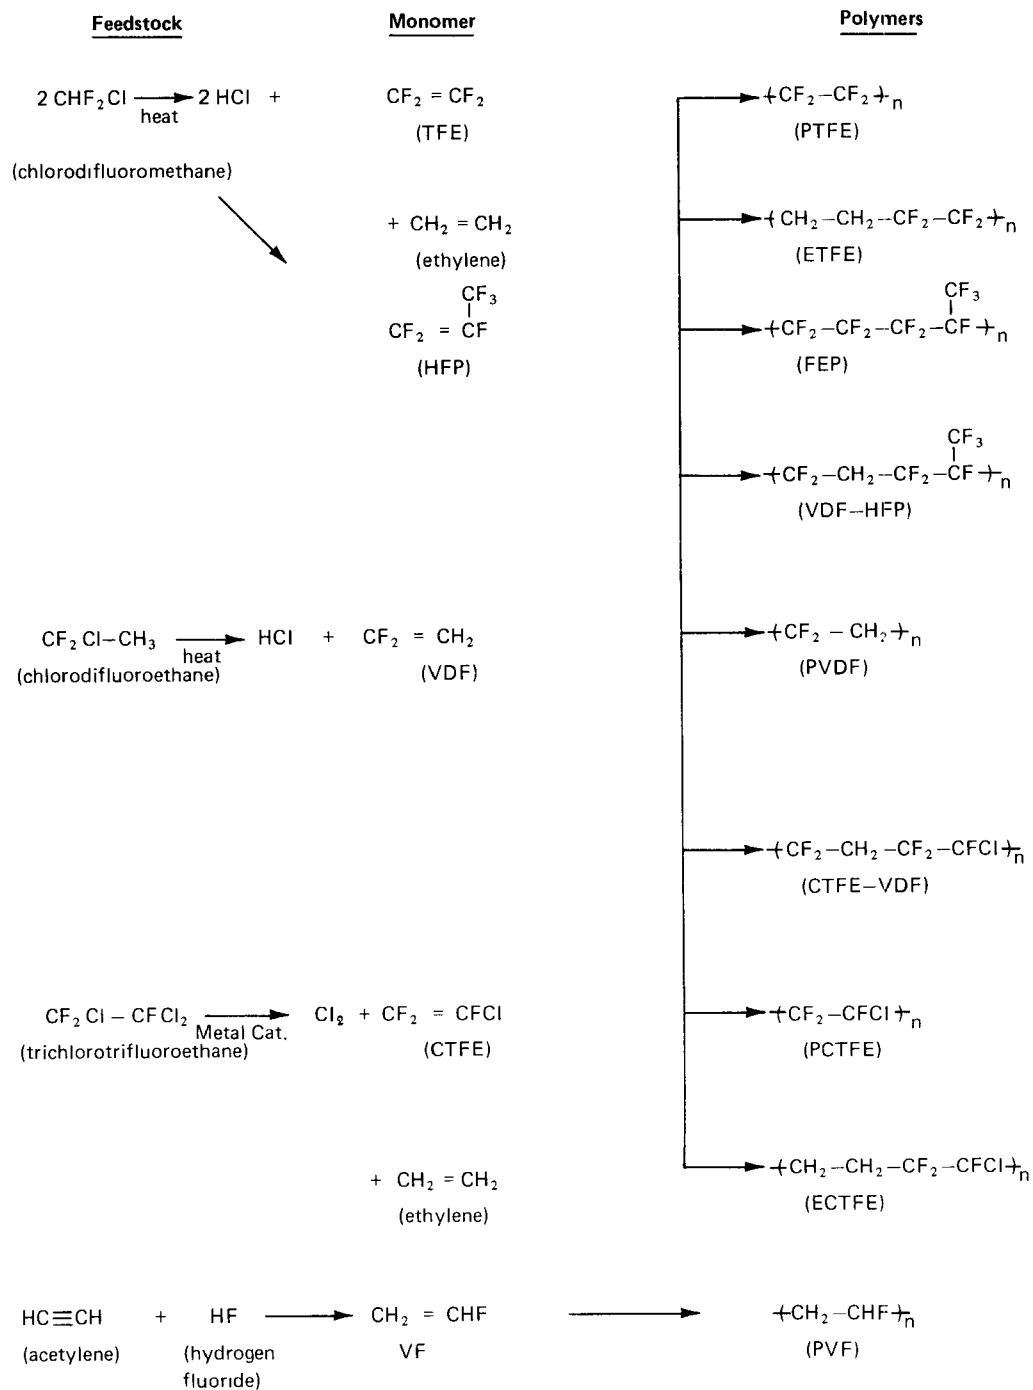 Feedstock Monomer Polymers
2 CHF₂Cl heat 2 HCl + CF₂ = CF₂ (CF₂–CF₂)n
(TFE) (PTFE)
(chlorodifluoromethane)
+ CH₂ = CH₂ (CH₂–CH₂–CF₂–CF₂)n
(ethylene) (ETFE)
CF₃ CF₃
CF₂ = CF (CF₂–CF₂–CF₂–CF)n
(HFP) (FEP)
CF₃
(CF₂–CH₂–CF₂–CF)n
(VDF–HFP)
CF₂Cl–CH₃ heat HCl + CF₂ = CH₂ (CF₂ – CH₂)n
(chlorodifluoroethane) (VDF) (PVDF)
(CF₂–CH₂–CF₂–CFCl)n
(CTFE–VDF)
CF₂Cl – CFCl₂ Metal Cat. Cl₂ + CF₂ = CFCl (CF₂–CFCl)n
(trichlorotrifluoroethane) (CTFE) (PCTFE)
+ CH₂ = CH₂ (CH₂–CH₂–CF₂–CFCl)n
(ethylene) (ECTFE)
HC≡CH + HF CH₂ = CHF (CH₂–CHF)n
(acetylene) (hydrogen VF (PVF)
fluoride)